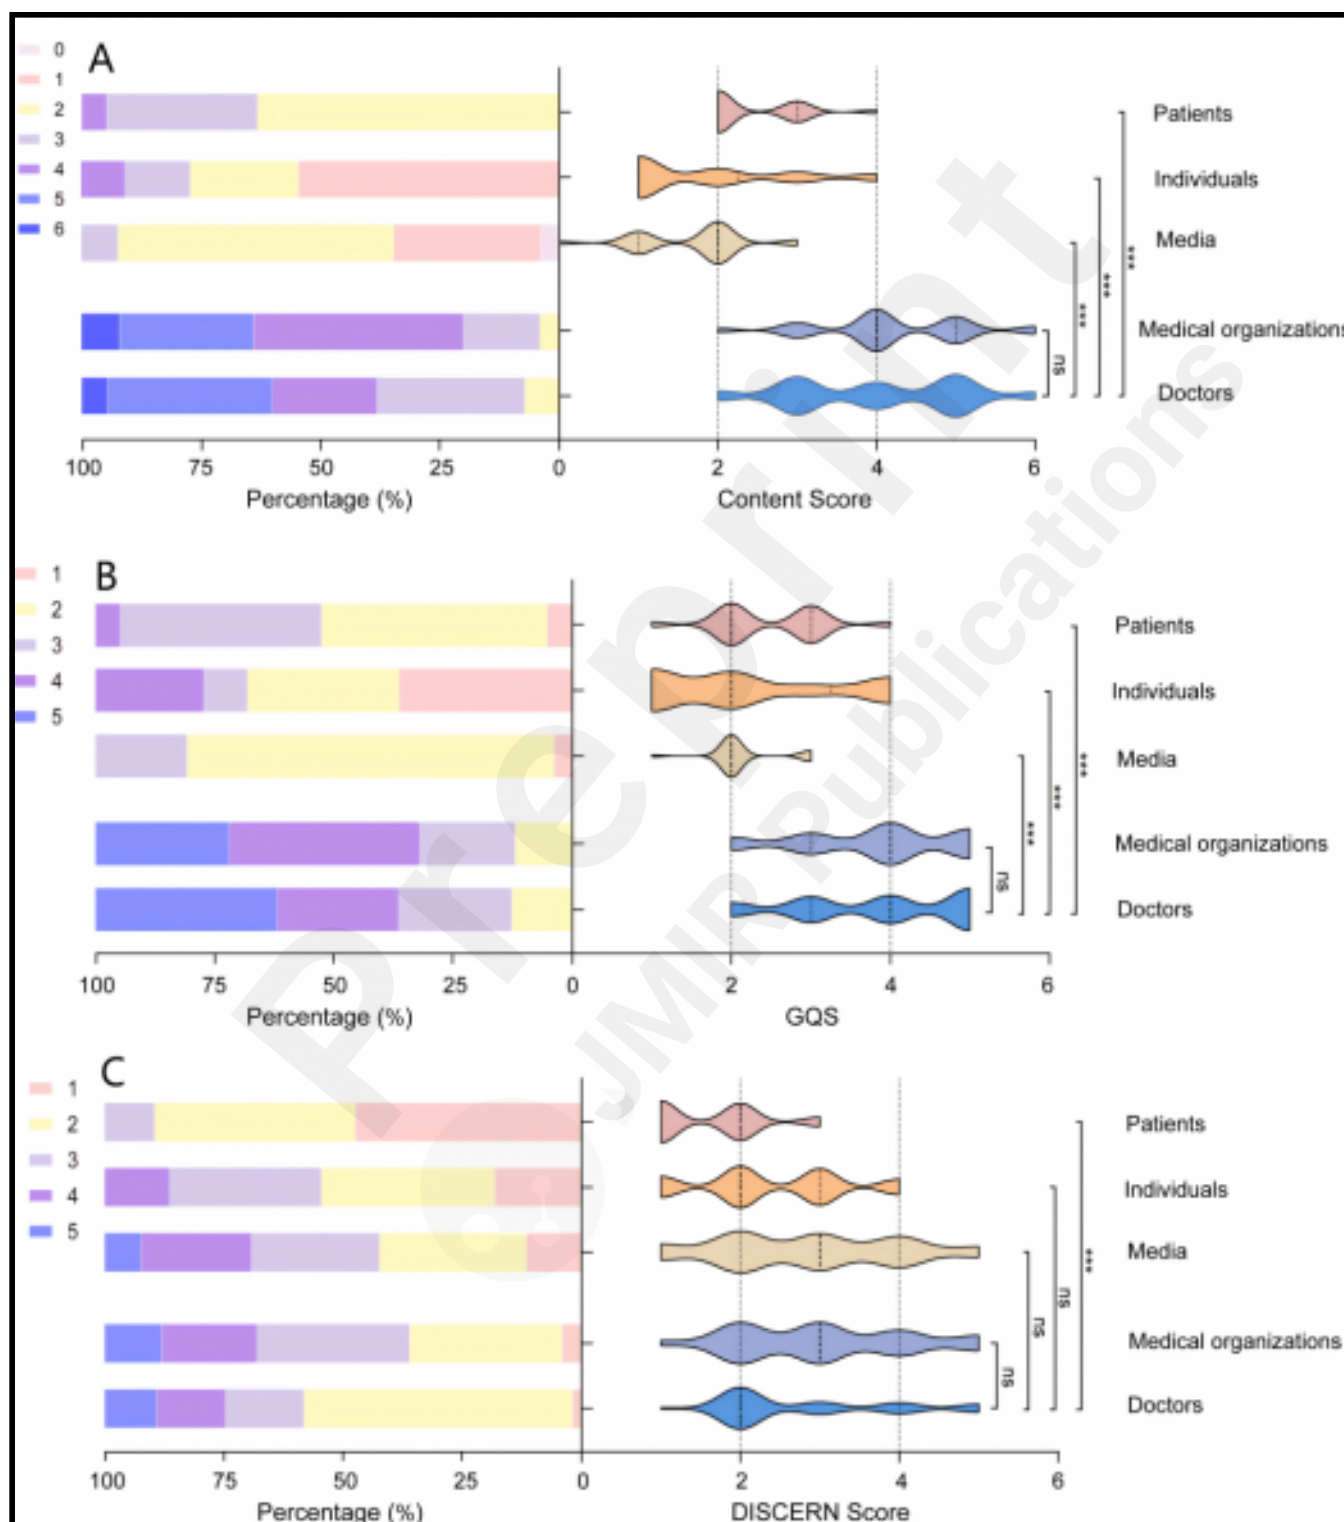 A
0
1
2
3
4
5
6
Patients
Individuals
Media
Medical organizations
Doctors
ns
***
***
***
100 75 50 25 0 2 4 6
Percentage (%) Content Score
B
1
2
3
4
5
Patients
Individuals
Media
Medical organizations
Doctors
ns
***
***
***
100 75 50 25 0 2 4 6
Percentage (%) GQS
C
1
2
3
4
5
Patients
Individuals
Media
Medical organizations
Doctors
ns
ns
ns
***
100 75 50 25 0 2 4 6
Percentage (%) DISCERN Score
Preprint
JMIR Publications